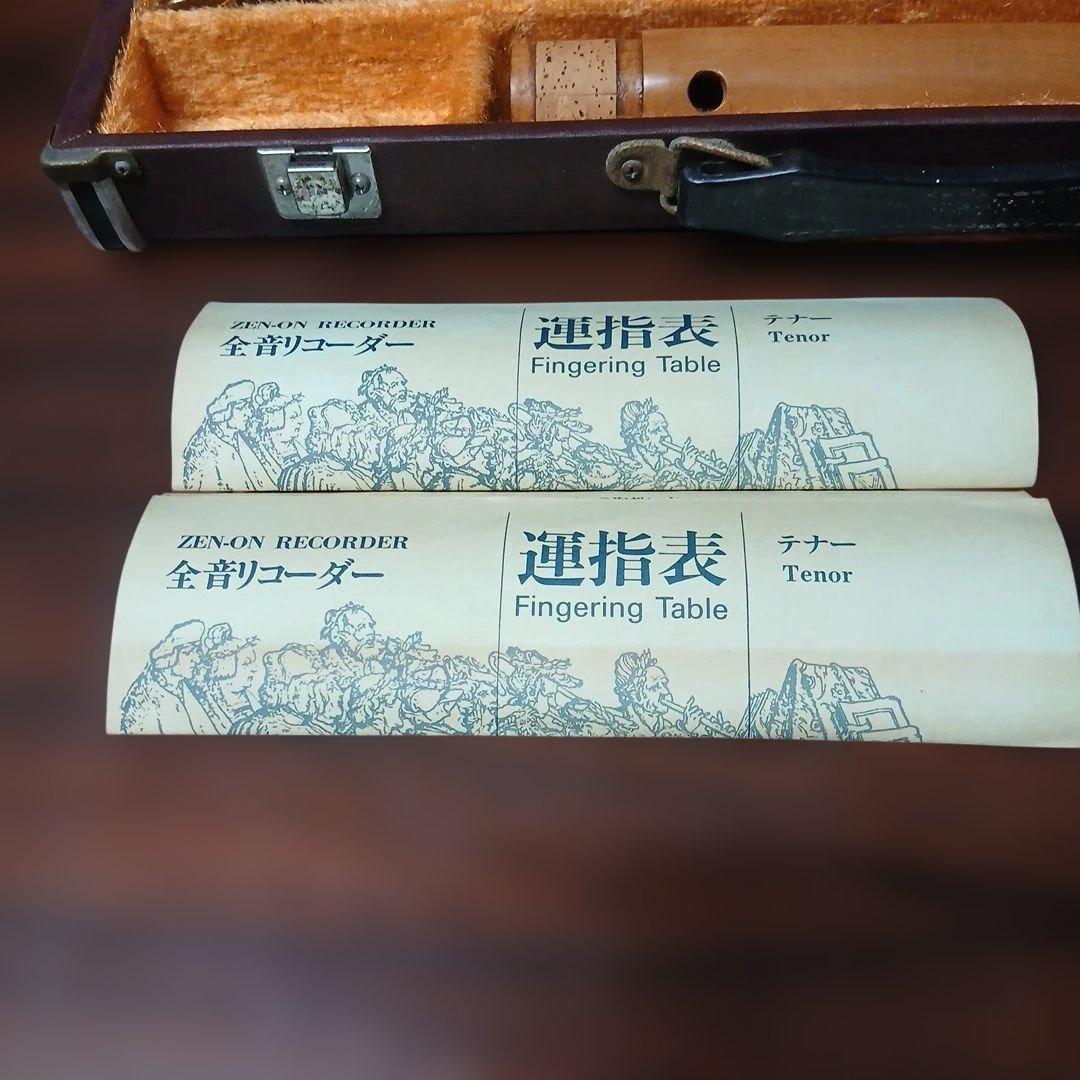 ZEN-ON RECORDER
全音リコーダー
運指表
Fingering Table
テナー
Tenor
ZEN-ON RECORDER
全音リコーダー
運指表
Fingering Table
テナー
Tenor